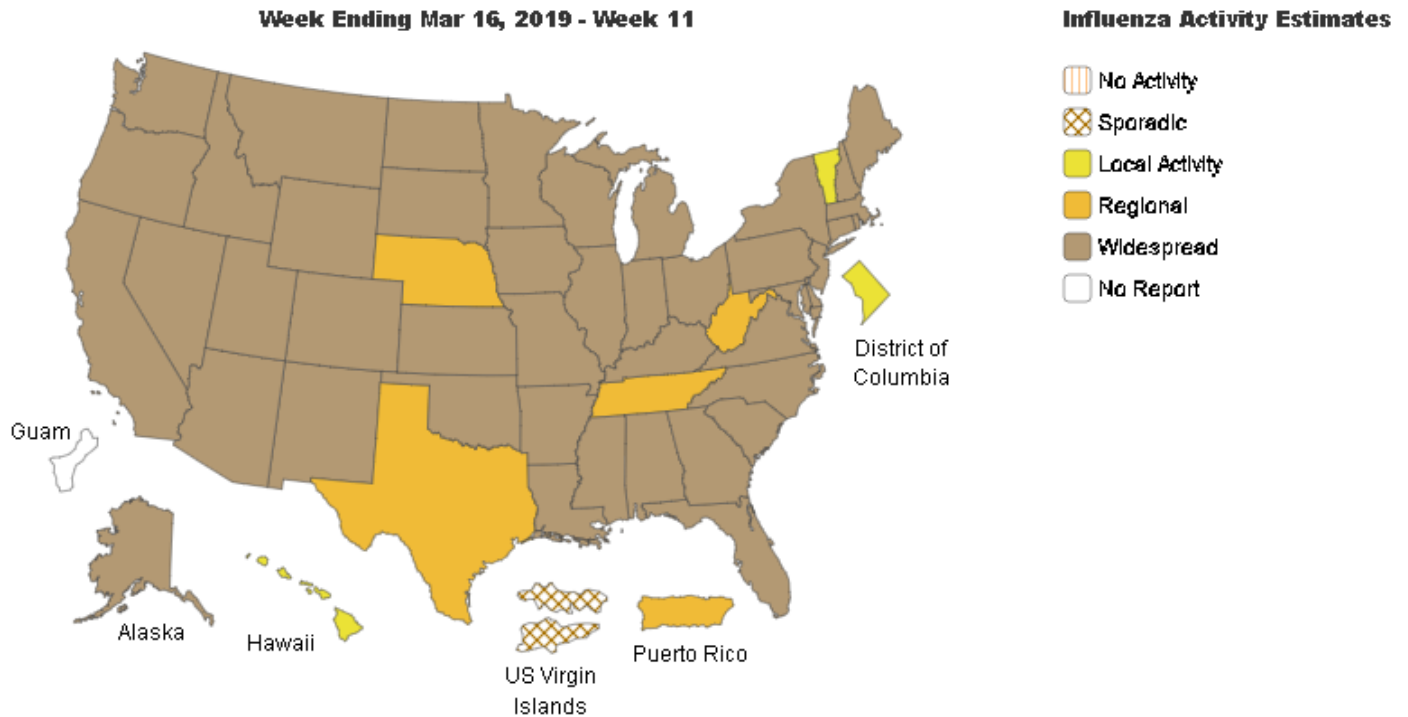 Week Ending Mar 16, 2019 - Week 11
Influenza Activity Estimates
No Activity
Sporadic
Local Activity
Regional
Widespread
No Report
District of
Columbia
Guam
Alaska
Hawaii
US Virgin
Islands
Puerto Rico